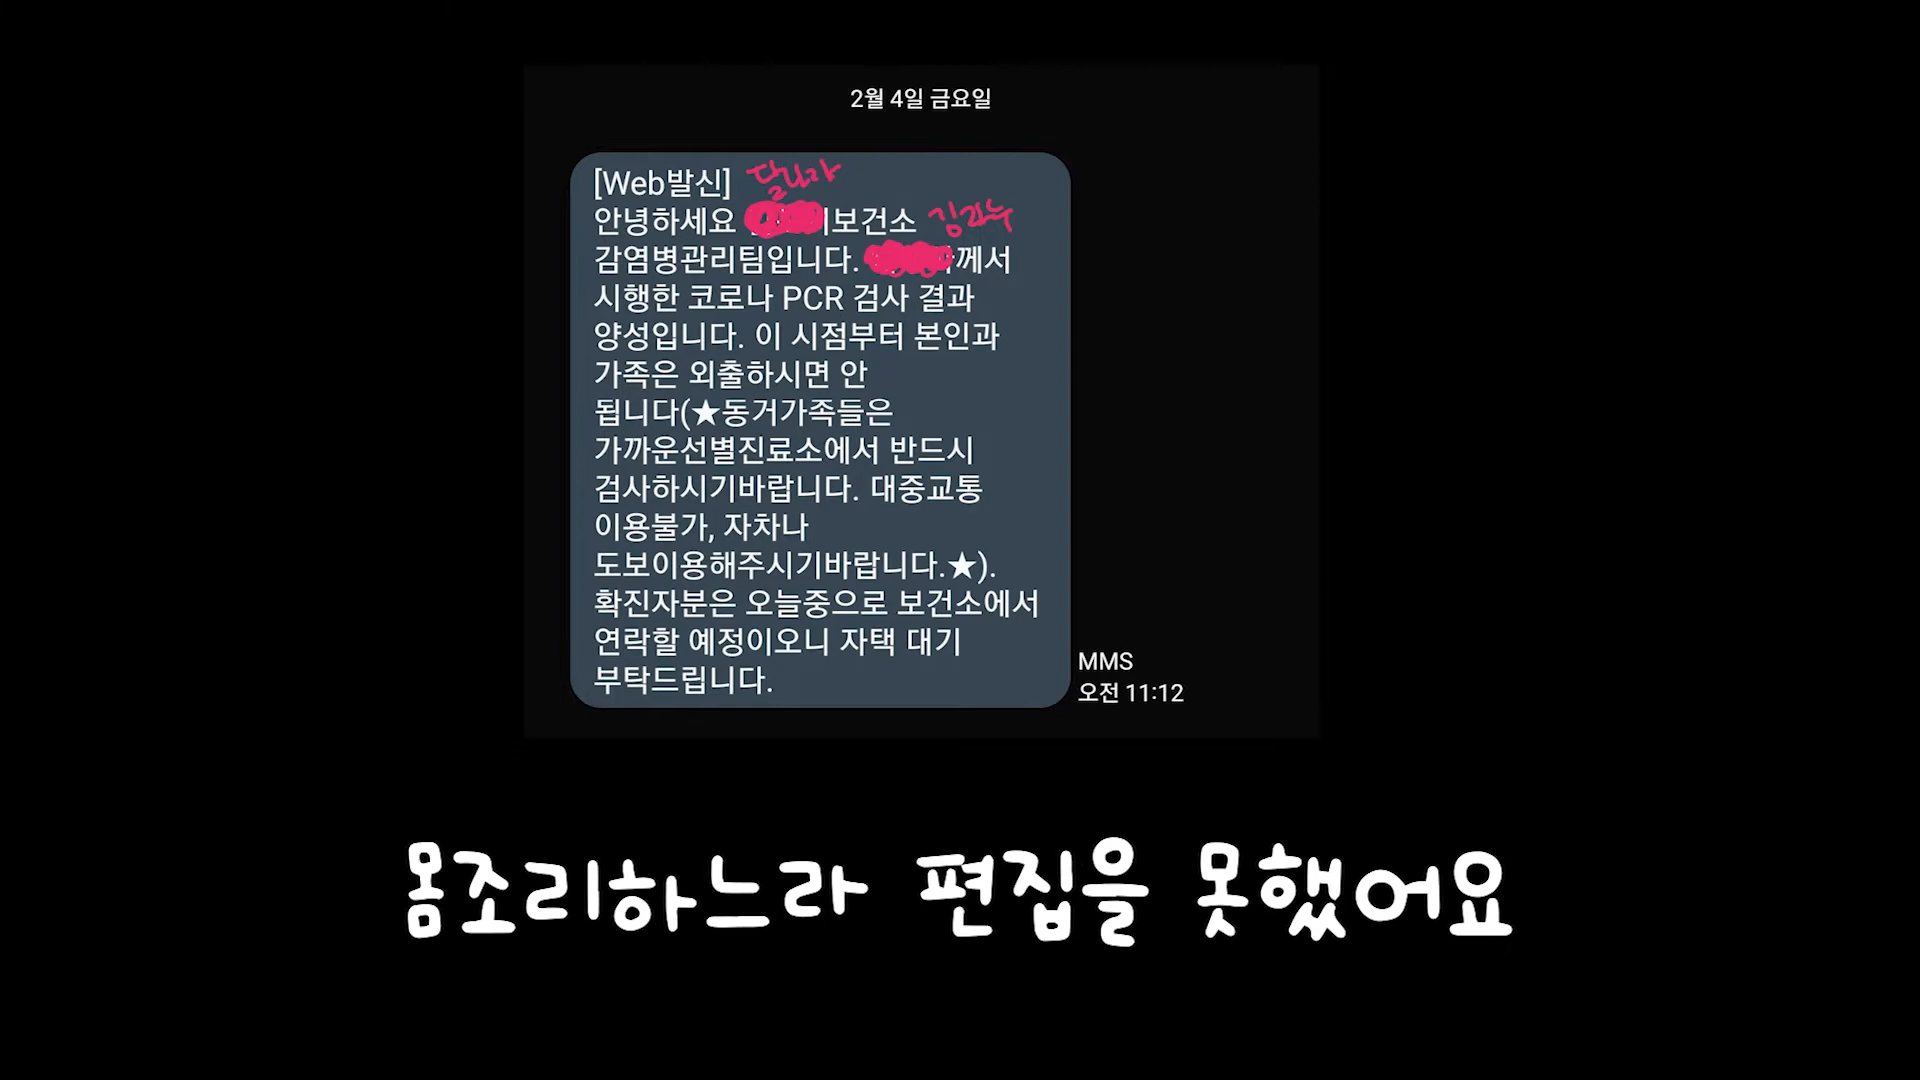 2월 4일 금요일
[Web발신]
안녕하세요 보건소
감염병관리팀입니다. 께서
시행한 코로나 PCR 검사 결과
양성입니다. 이 시점부터 본인과
가족은 외출하시면 안
됩니다(★동거가족들은
가까운선별진료소에서 반드시
검사하시기바랍니다. 대중교통
이용불가, 자차나
도보이용해주시기바랍니다.★).
확진자분은 오늘중으로 보건소에서
연락할 예정이오니 자택 대기
부탁드립니다.
MMS
오전 11:12
몸조리하느라 편집을 못했어요